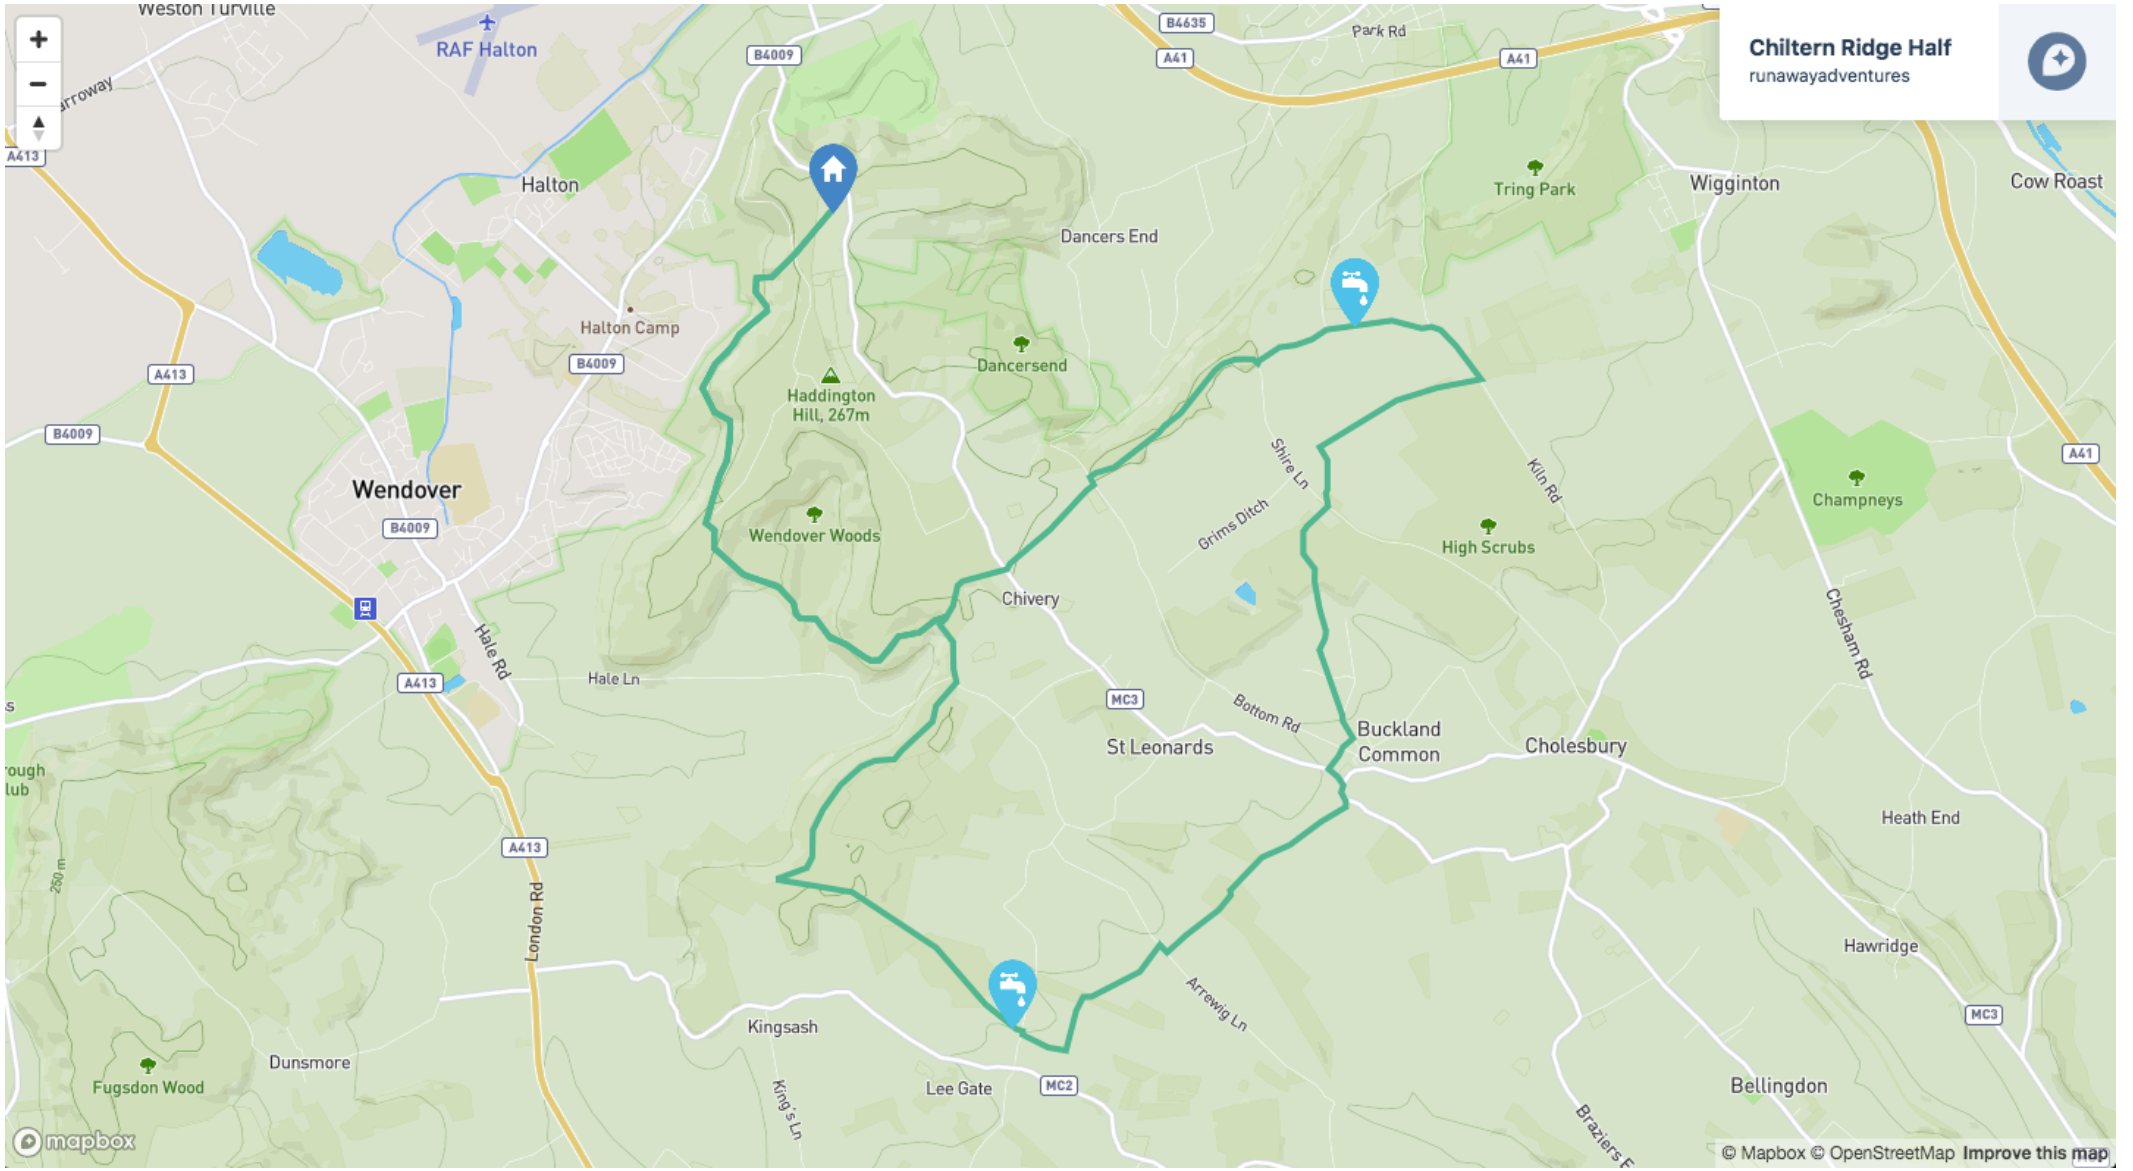 Weston Turville
RAF Halton
B4009
B4635
A41
Park Rd
A41
Chiltern Ridge Half
runawayadventures
A413
Halton
Tring Park
Wigginton
Cow Roast
Dancers End
Halton Camp
B4009
A413
Dancersend
Haddington
Hill, 267m
B4009
Shire Ln
Kiln Rd
A41
Wendover
B4009
Champneys
Wendover Woods
Grims Ditch
High Scrubs
Chivery
Chesham Rd
Hale Rd
Hale Ln
A413
MC3
Bottom Rd
St Leonards
Buckland
Common
Cholesbury
rough
lub
Heath End
A413
250 m
London Rd
Hawridge
Arrewig Ln
MC3
Kingsash
Dunsmore
Fugsdon Wood
Lee Gate
MC2
King's Ln
Bellingdon
Braziers E
mapbox
© Mapbox © OpenStreetMap Improve this map